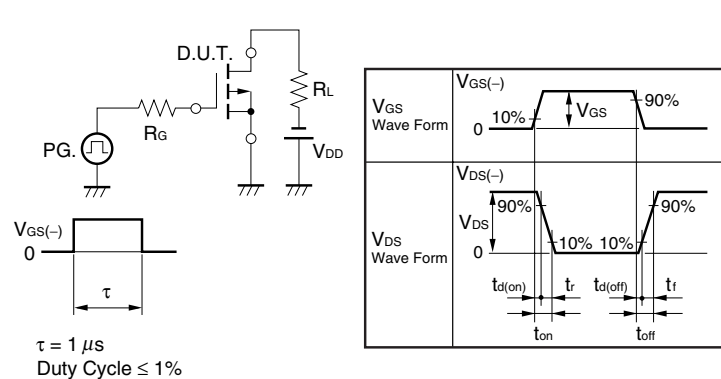 D.U.T.
RL
RG
PG.
VDD
VGS(−)
0
τ
τ = 1 μs
Duty Cycle ≤ 1%
VGS
Wave Form
VGS(−)
10%
VGS
90%
0
VDS
Wave Form
VDS(−)
90%
VDS
90%
10% 10%
0
td(on) tr td(off) tf
ton toff